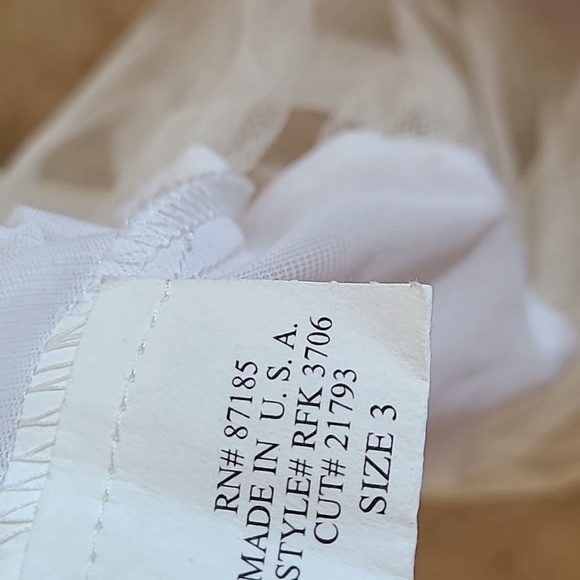 RN# 87185
MADE IN U. S. A.
STYLE# RFK 3706
CUT# 21793
SIZE 3